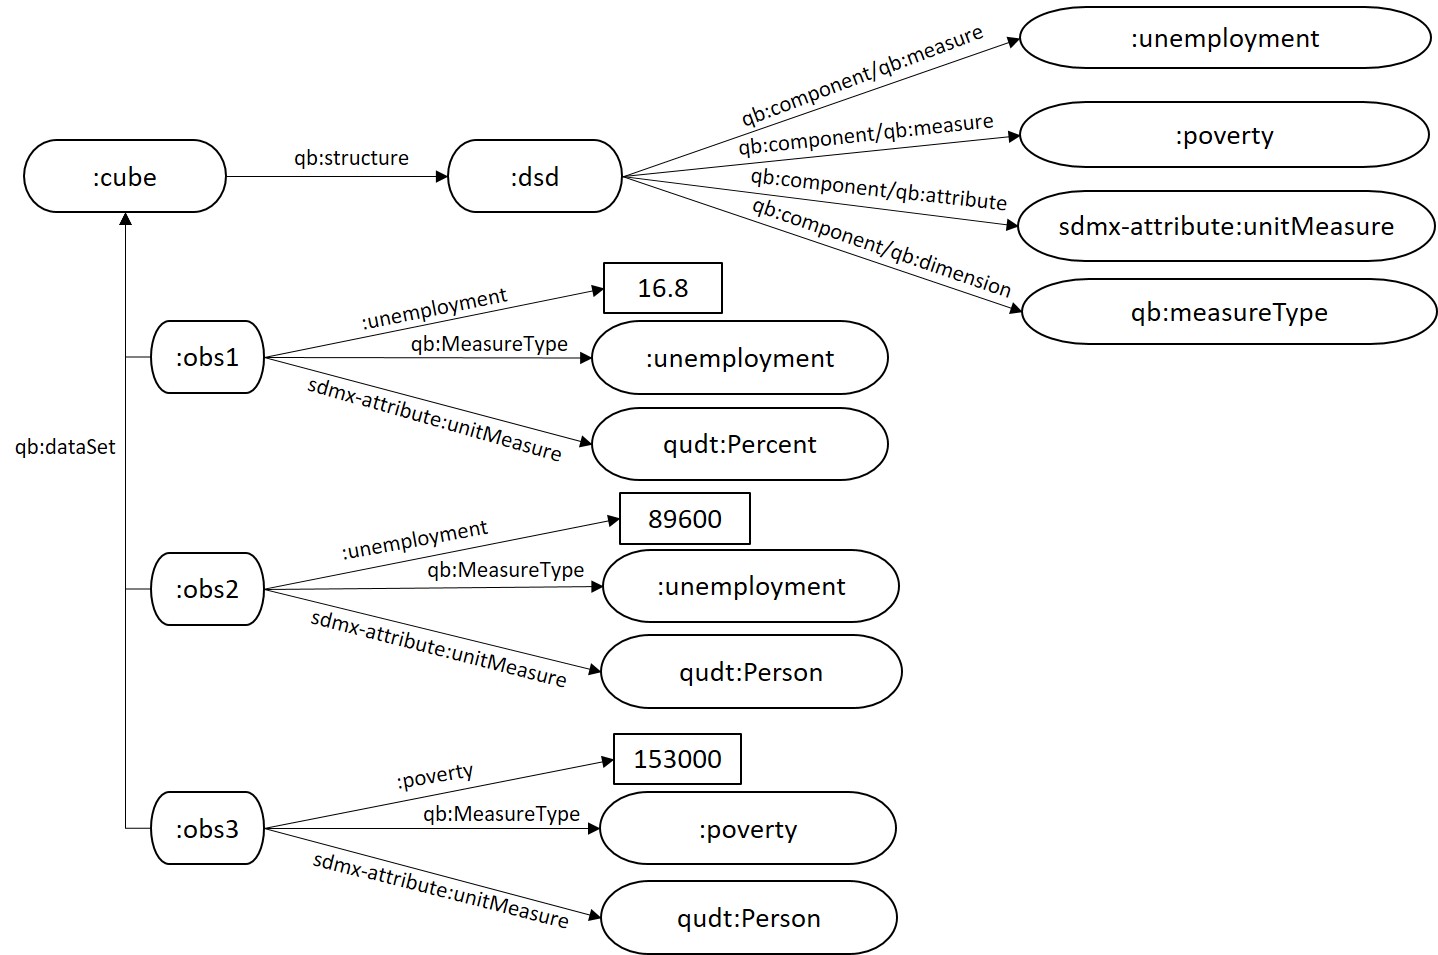 :cube
qb:structure
:dsd
qb:component/qb:measure
:unemployment
qb:component/qb:measure
:poverty
qb:component/qb:attribute
sdmx-attribute:unitMeasure
qb:component/qb:dimension
qb:measureType
qb:dataSet
:obs1
:unemployment
16.8
qb:MeasureType
:unemployment
sdmx-attribute:unitMeasure
qudt:Percent
:obs2
:unemployment
89600
qb:MeasureType
:unemployment
sdmx-attribute:unitMeasure
qudt:Person
:obs3
:poverty
153000
qb:MeasureType
:poverty
sdmx-attribute:unitMeasure
qudt:Person